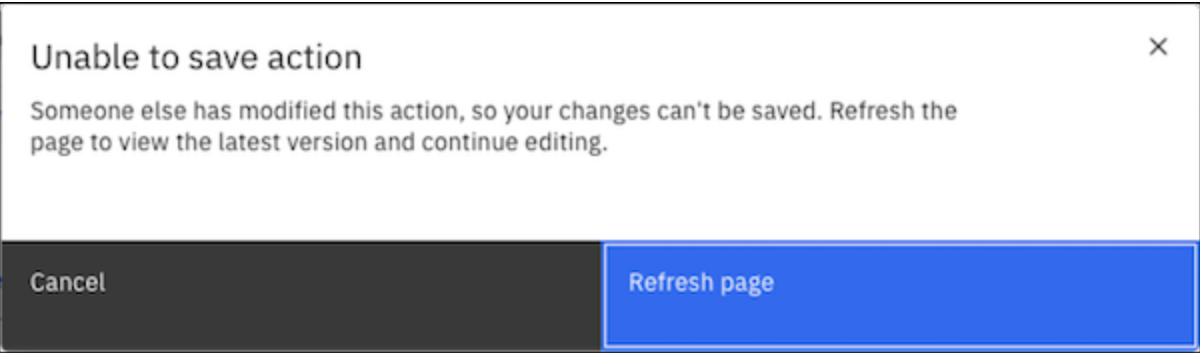 Unable to save action
Someone else has modified this action, so your changes can't be saved. Refresh the
page to view the latest version and continue editing.
Cancel
Refresh page